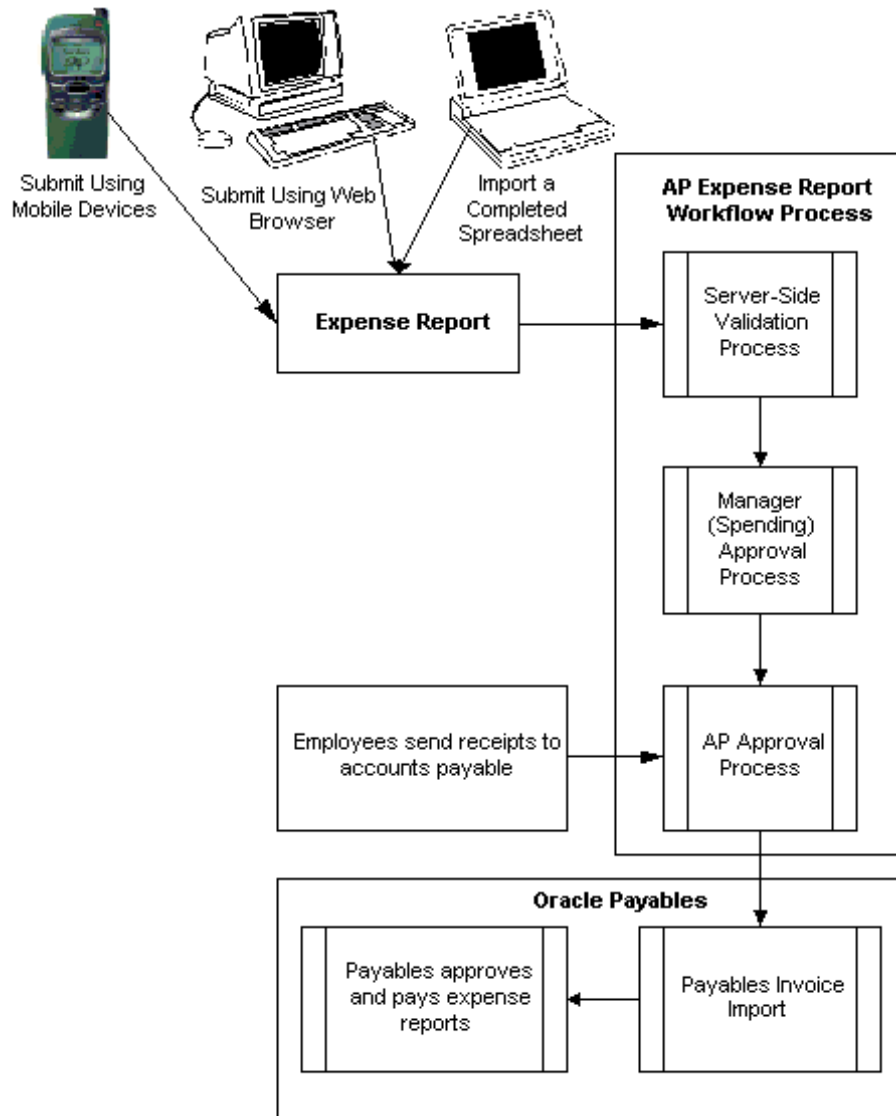 Submit Using
Mobile Devices
Submit Using Web
Browser
Import a
Completed
Spreadsheet
AP Expense Report
Workflow Process
Expense Report
Server-Side
Validation
Process
Manager
(Spending)
Approval
Process
Employees send receipts to
accounts payable
AP Approval
Process
Oracle Payables
Payables approves
and pays expense
reports
Payables Invoice
Import